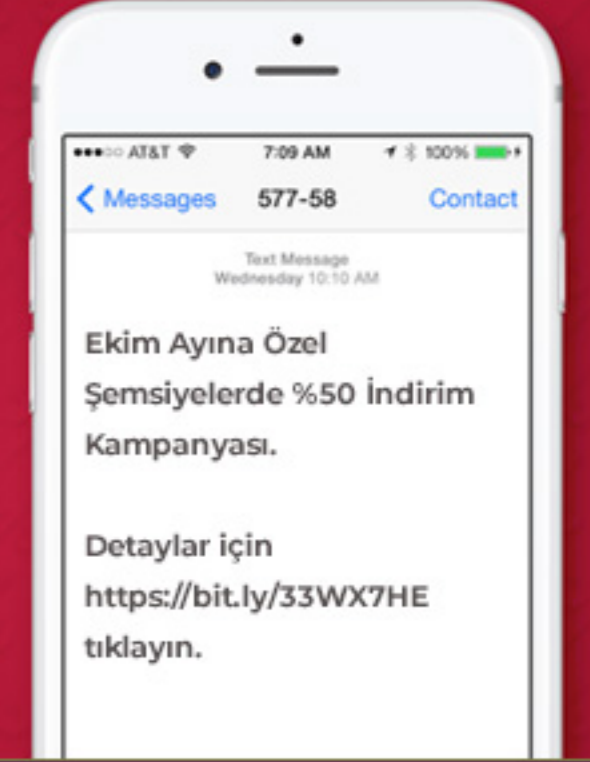 AT&T 7:09 AM 100%
Messages 577-58 Contact
Text Message
Wednesday 10:10 AM
Ekim Ayına Özel
Şemsiyelerde %50 İndirim
Kampanyası.
Detaylar için
https://bit.ly/33WX7HE
tıklayın.